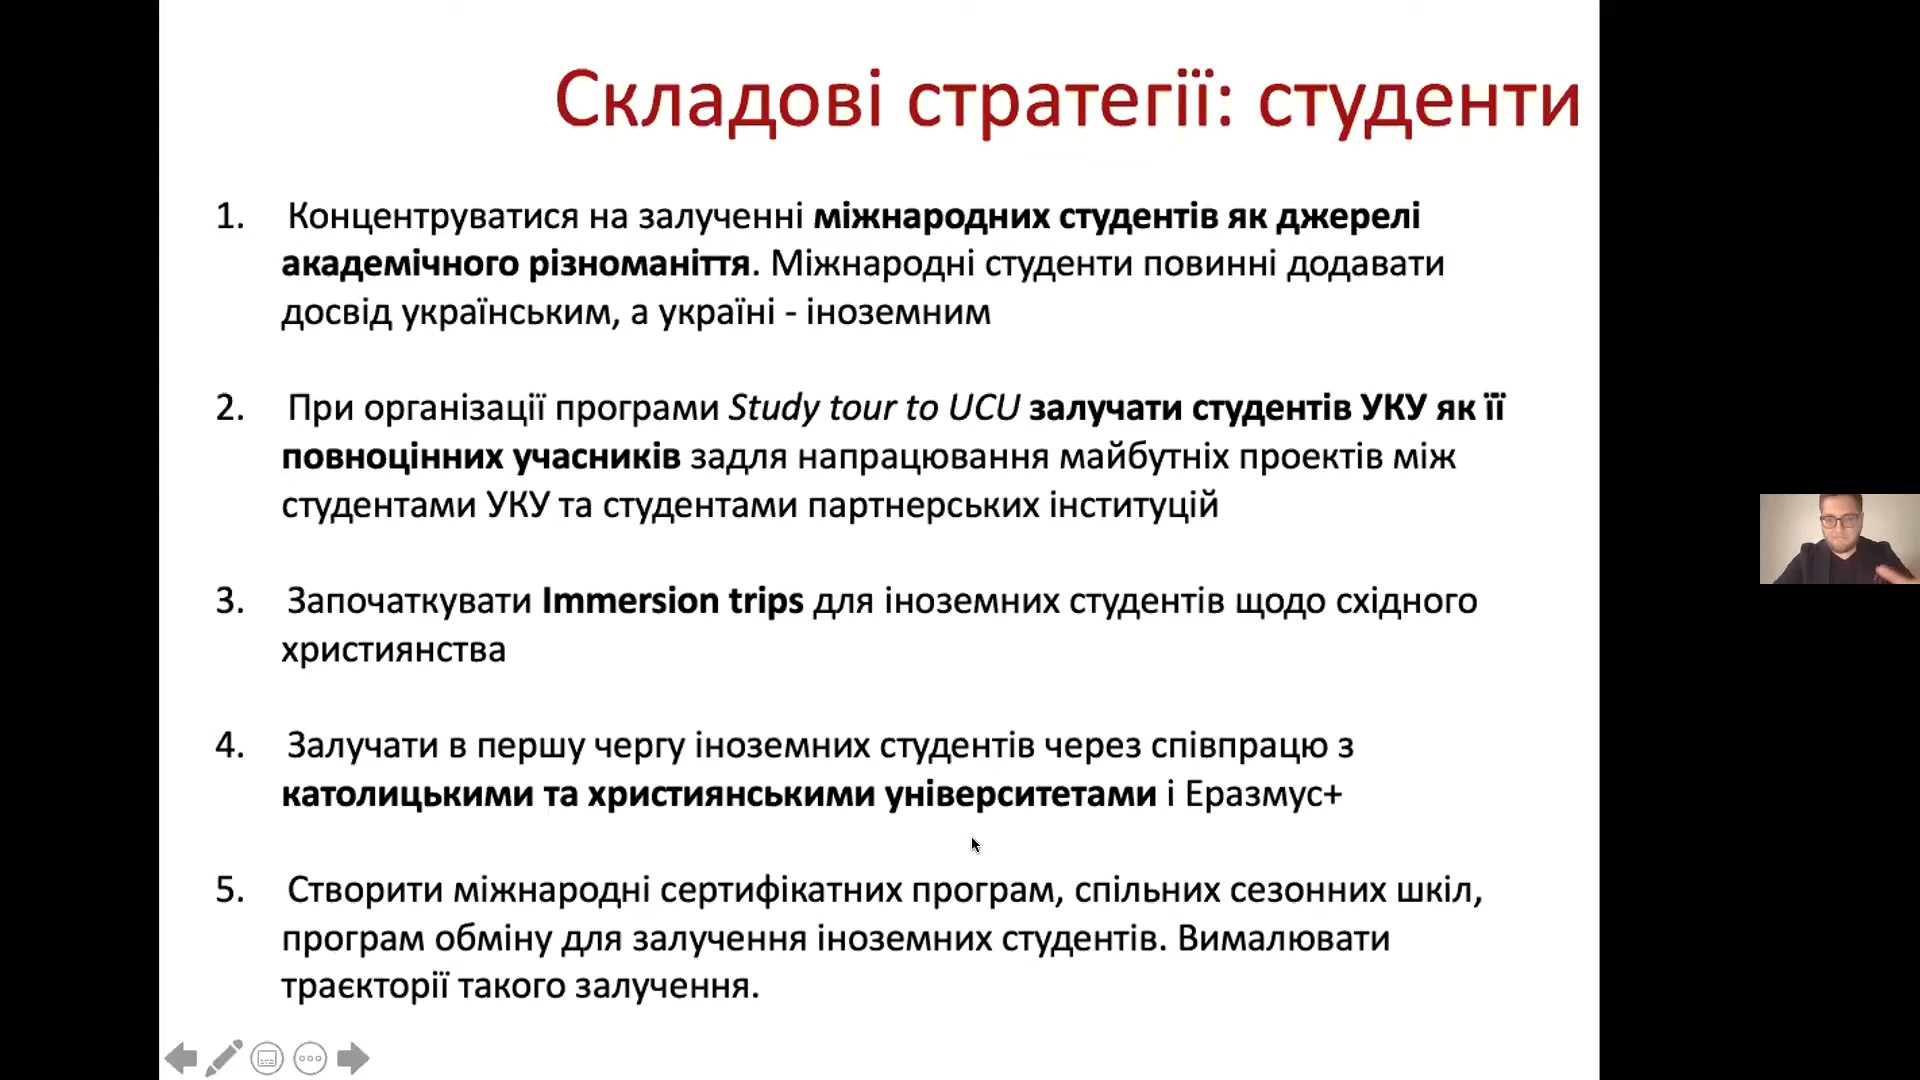 Складові стратегії: студенти
1. Концентруватися на залученні міжнародних студентів як джерелі
академічного різноманіття. Міжнародні студенти повинні додавати
досвід українським, а україні - іноземним
2. При організації програми Study tour to UCU залучати студентів УКУ як її
повноцінних учасників задля напрацювання майбутніх проектів між
студентами УКУ та студентами партнерських інституцій
3. Започаткувати Immersion trips для іноземних студентів щодо східного
християнства
4. Залучати в першу чергу іноземних студентів через співпрацю з
католицькими та християнськими університетами і Еразмус+
5. Створити міжнародні сертифікатних програм, спільних сезонних шкіл,
програм обміну для залучення іноземних студентів. Вималювати
траєкторії такого залучення.